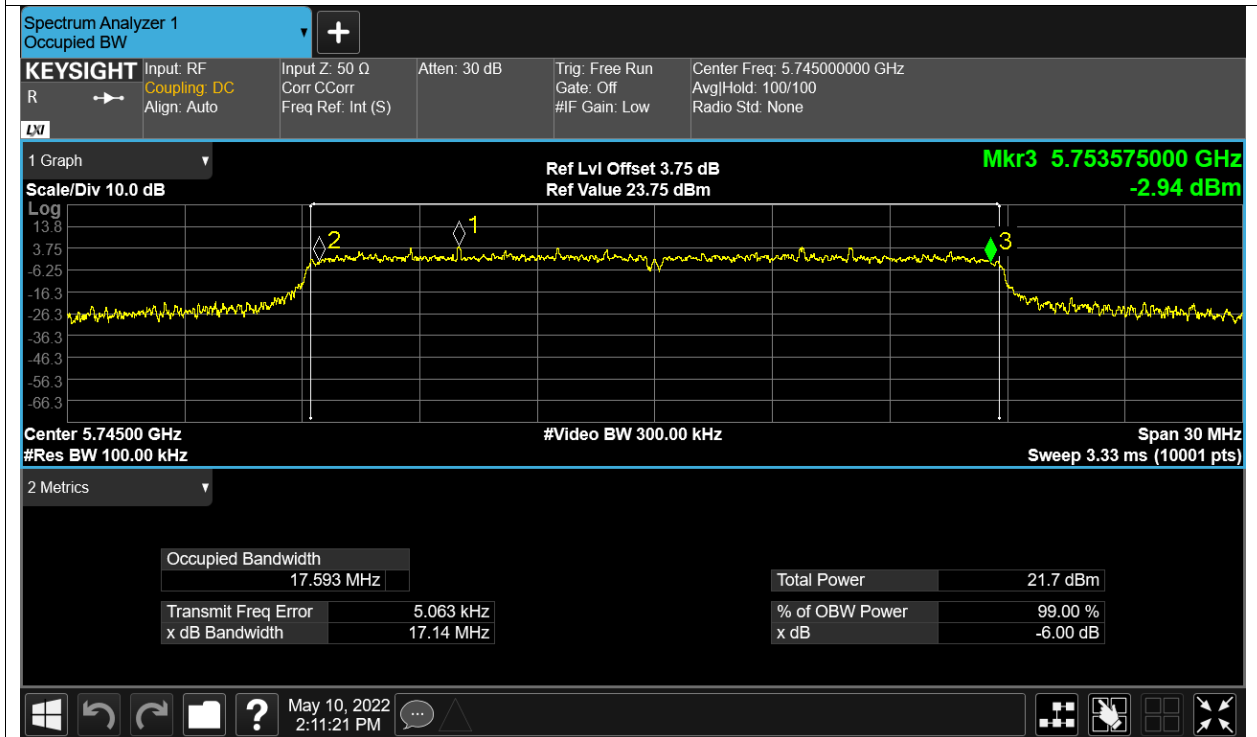 Spectrum Analyzer 1
Occupied BW
+
KEYSIGHT Input: RF Input Z: 50 Ω Atten: 30 dB Trig: Free Run Center Freq: 5.745000000 GHz
R Coupling: DC Corr CCorr Gate: Off Avg|Hold: 100/100
Align: Auto Freq Ref: Int (S) #IF Gain: Low Radio Std: None
LXI
1 Graph Ref Lvl Offset 3.75 dB Mkr3 5.753575000 GHz
Scale/Div 10.0 dB Ref Value 23.75 dBm -2.94 dBm
Log
13.8
3.75
-6.25
-16.3
-26.3
-36.3
-46.3
-56.3
-66.3
2
1
3
Center 5.74500 GHz #Video BW 300.00 kHz Span 30 MHz
#Res BW 100.00 kHz Sweep 3.33 ms (10001 pts)
2 Metrics
Occupied Bandwidth
17.593 MHz Total Power 21.7 dBm
Transmit Freq Error 5.063 kHz % of OBW Power 99.00 %
x dB Bandwidth 17.14 MHz x dB -6.00 dB
? May 10, 2022
2:11:21 PM